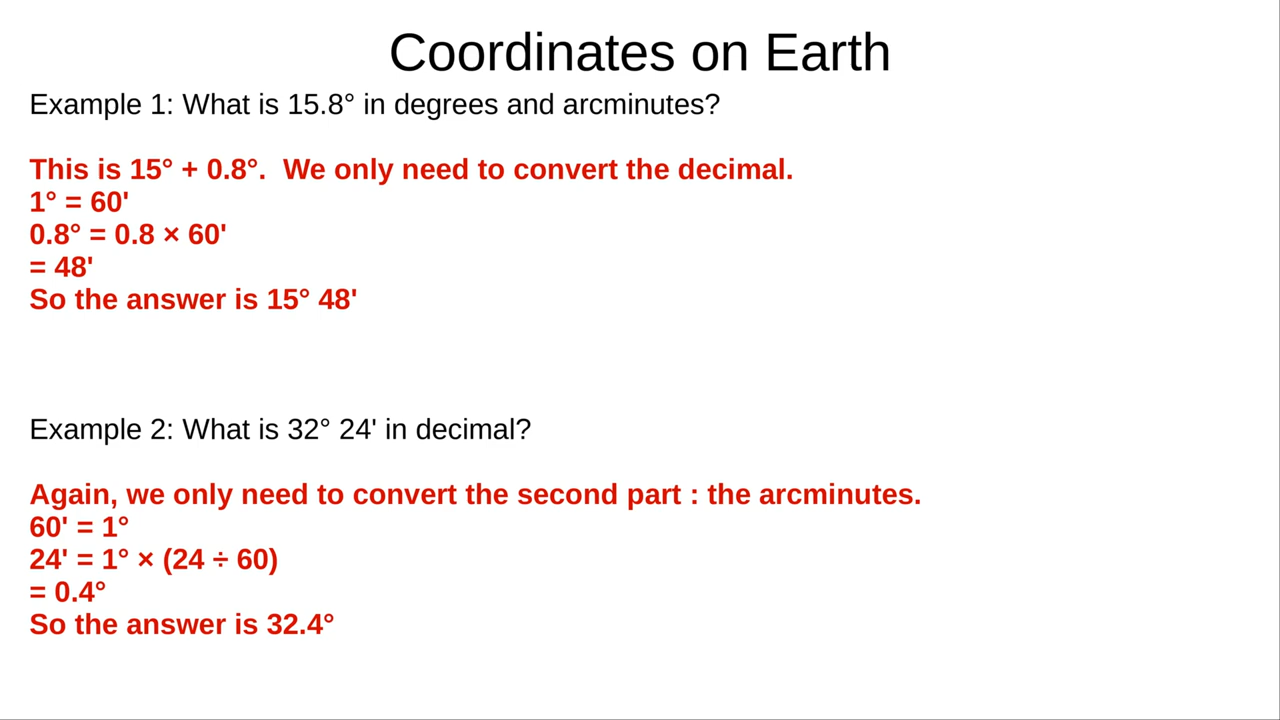 Coordinates on Earth
Example 1: What is 15.8° in degrees and arcminutes?
This is 15° + 0.8°.  We only need to convert the decimal.
1° = 60'
0.8° = 0.8 × 60'
= 48'
So the answer is 15° 48'
Example 2: What is 32° 24' in decimal?
Again, we only need to convert the second part : the arcminutes.
60' = 1°
24' = 1° × (24 ÷ 60)
= 0.4°
So the answer is 32.4°